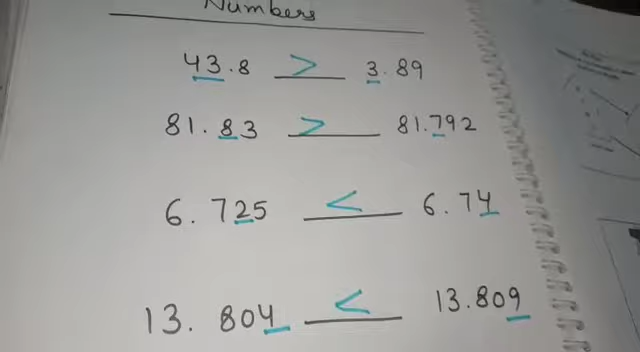 Numbers
43.8 > 3.89
81.83 > 81.792
6.725 < 6.74
13.804 < 13.809